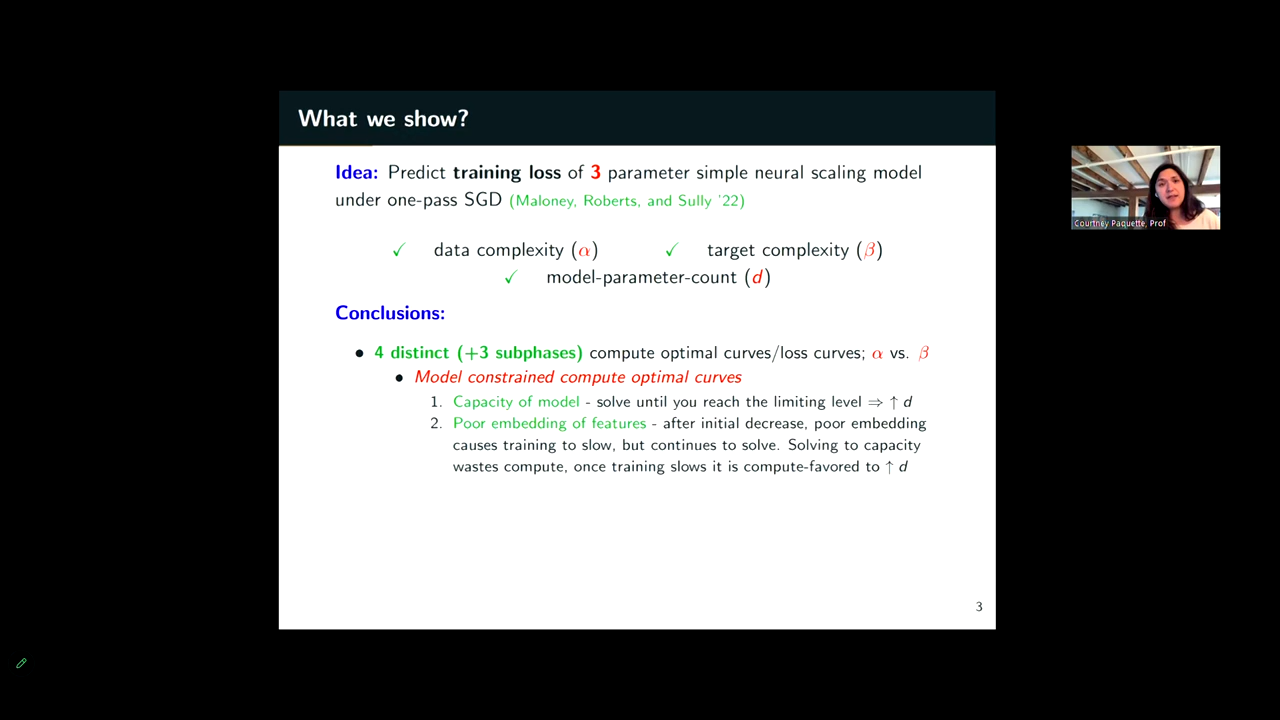 What we show?
Idea: Predict training loss of 3 parameter simple neural scaling model
under one-pass SGD (Maloney, Roberts, and Sully '22)
✓ data complexity (α) ✓ target complexity (β)
✓ model-parameter-count (d)
Conclusions:
• 4 distinct (+3 subphases) compute optimal curves/loss curves; α vs. β
• Model constrained compute optimal curves
1. Capacity of model - solve until you reach the limiting level ⇒ ↑ d
2. Poor embedding of features - after initial decrease, poor embedding
causes training to slow, but continues to solve. Solving to capacity
wastes compute, once training slows it is compute-favored to ↑ d
3
Courtney Paquette, Prof